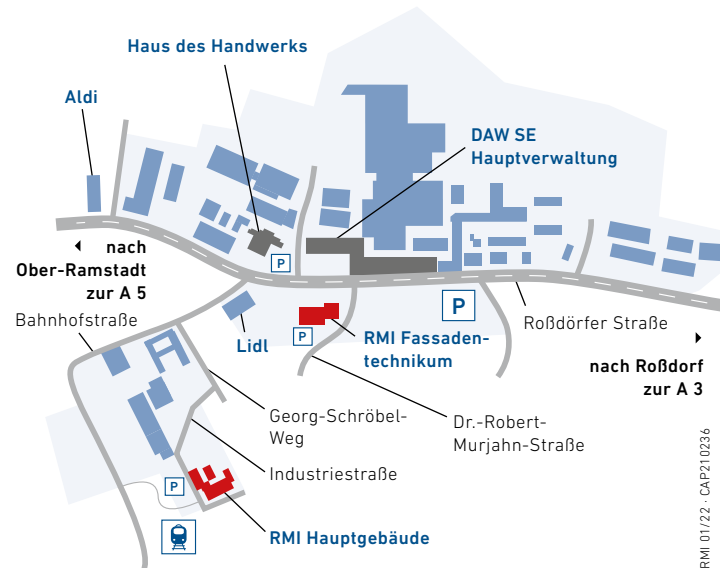 Haus des Handwerks
Aldi
DAW SE
Hauptverwaltung
nach
Ober-Ramstadt
zur A 5
P
P
Bahnhofstraße
Lidl
P
RMI Fassaden-
technikum
Roßdörfer Straße
nach Roßdorf
zur A 3
Georg-Schröbel-
Weg
Dr.-Robert-
Murjahn-Straße
Industriestraße
P
RMI Hauptgebäude
RMI 01/22 · CAP210236